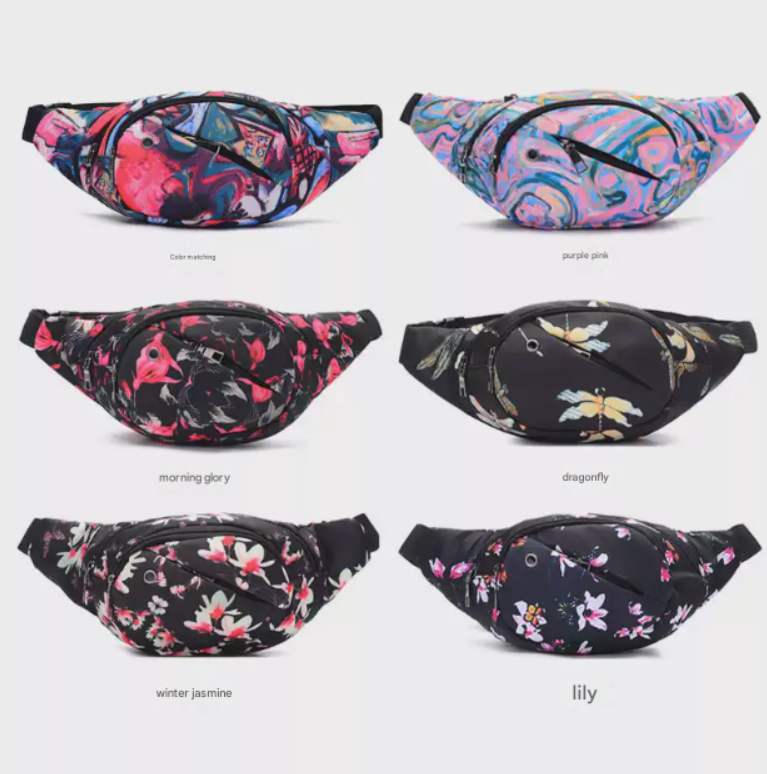 Color matching
purple pink
morning glory
dragonfly
winter jasmine
lily